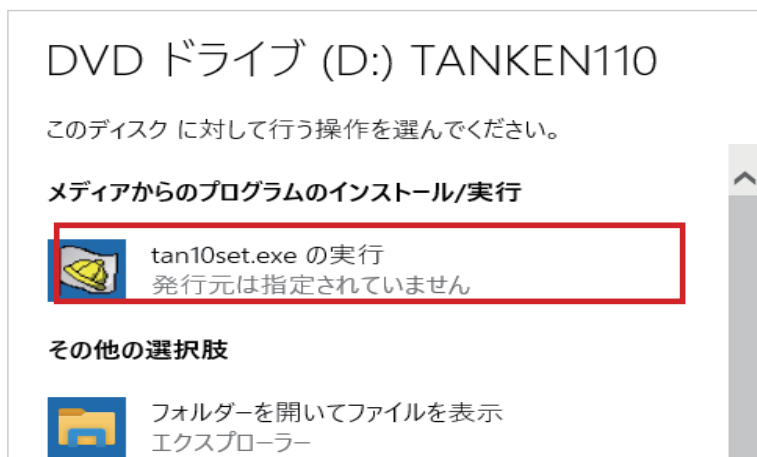 DVD ドライブ (D:) TANKEN110
このディスク に対して行う操作を選んでください。
メディアからのプログラムのインストール/実行
tan10set.exe の実行
発行元は指定されていません
その他の選択肢
フォルダーを開いてファイルを表示
エクスプローラー